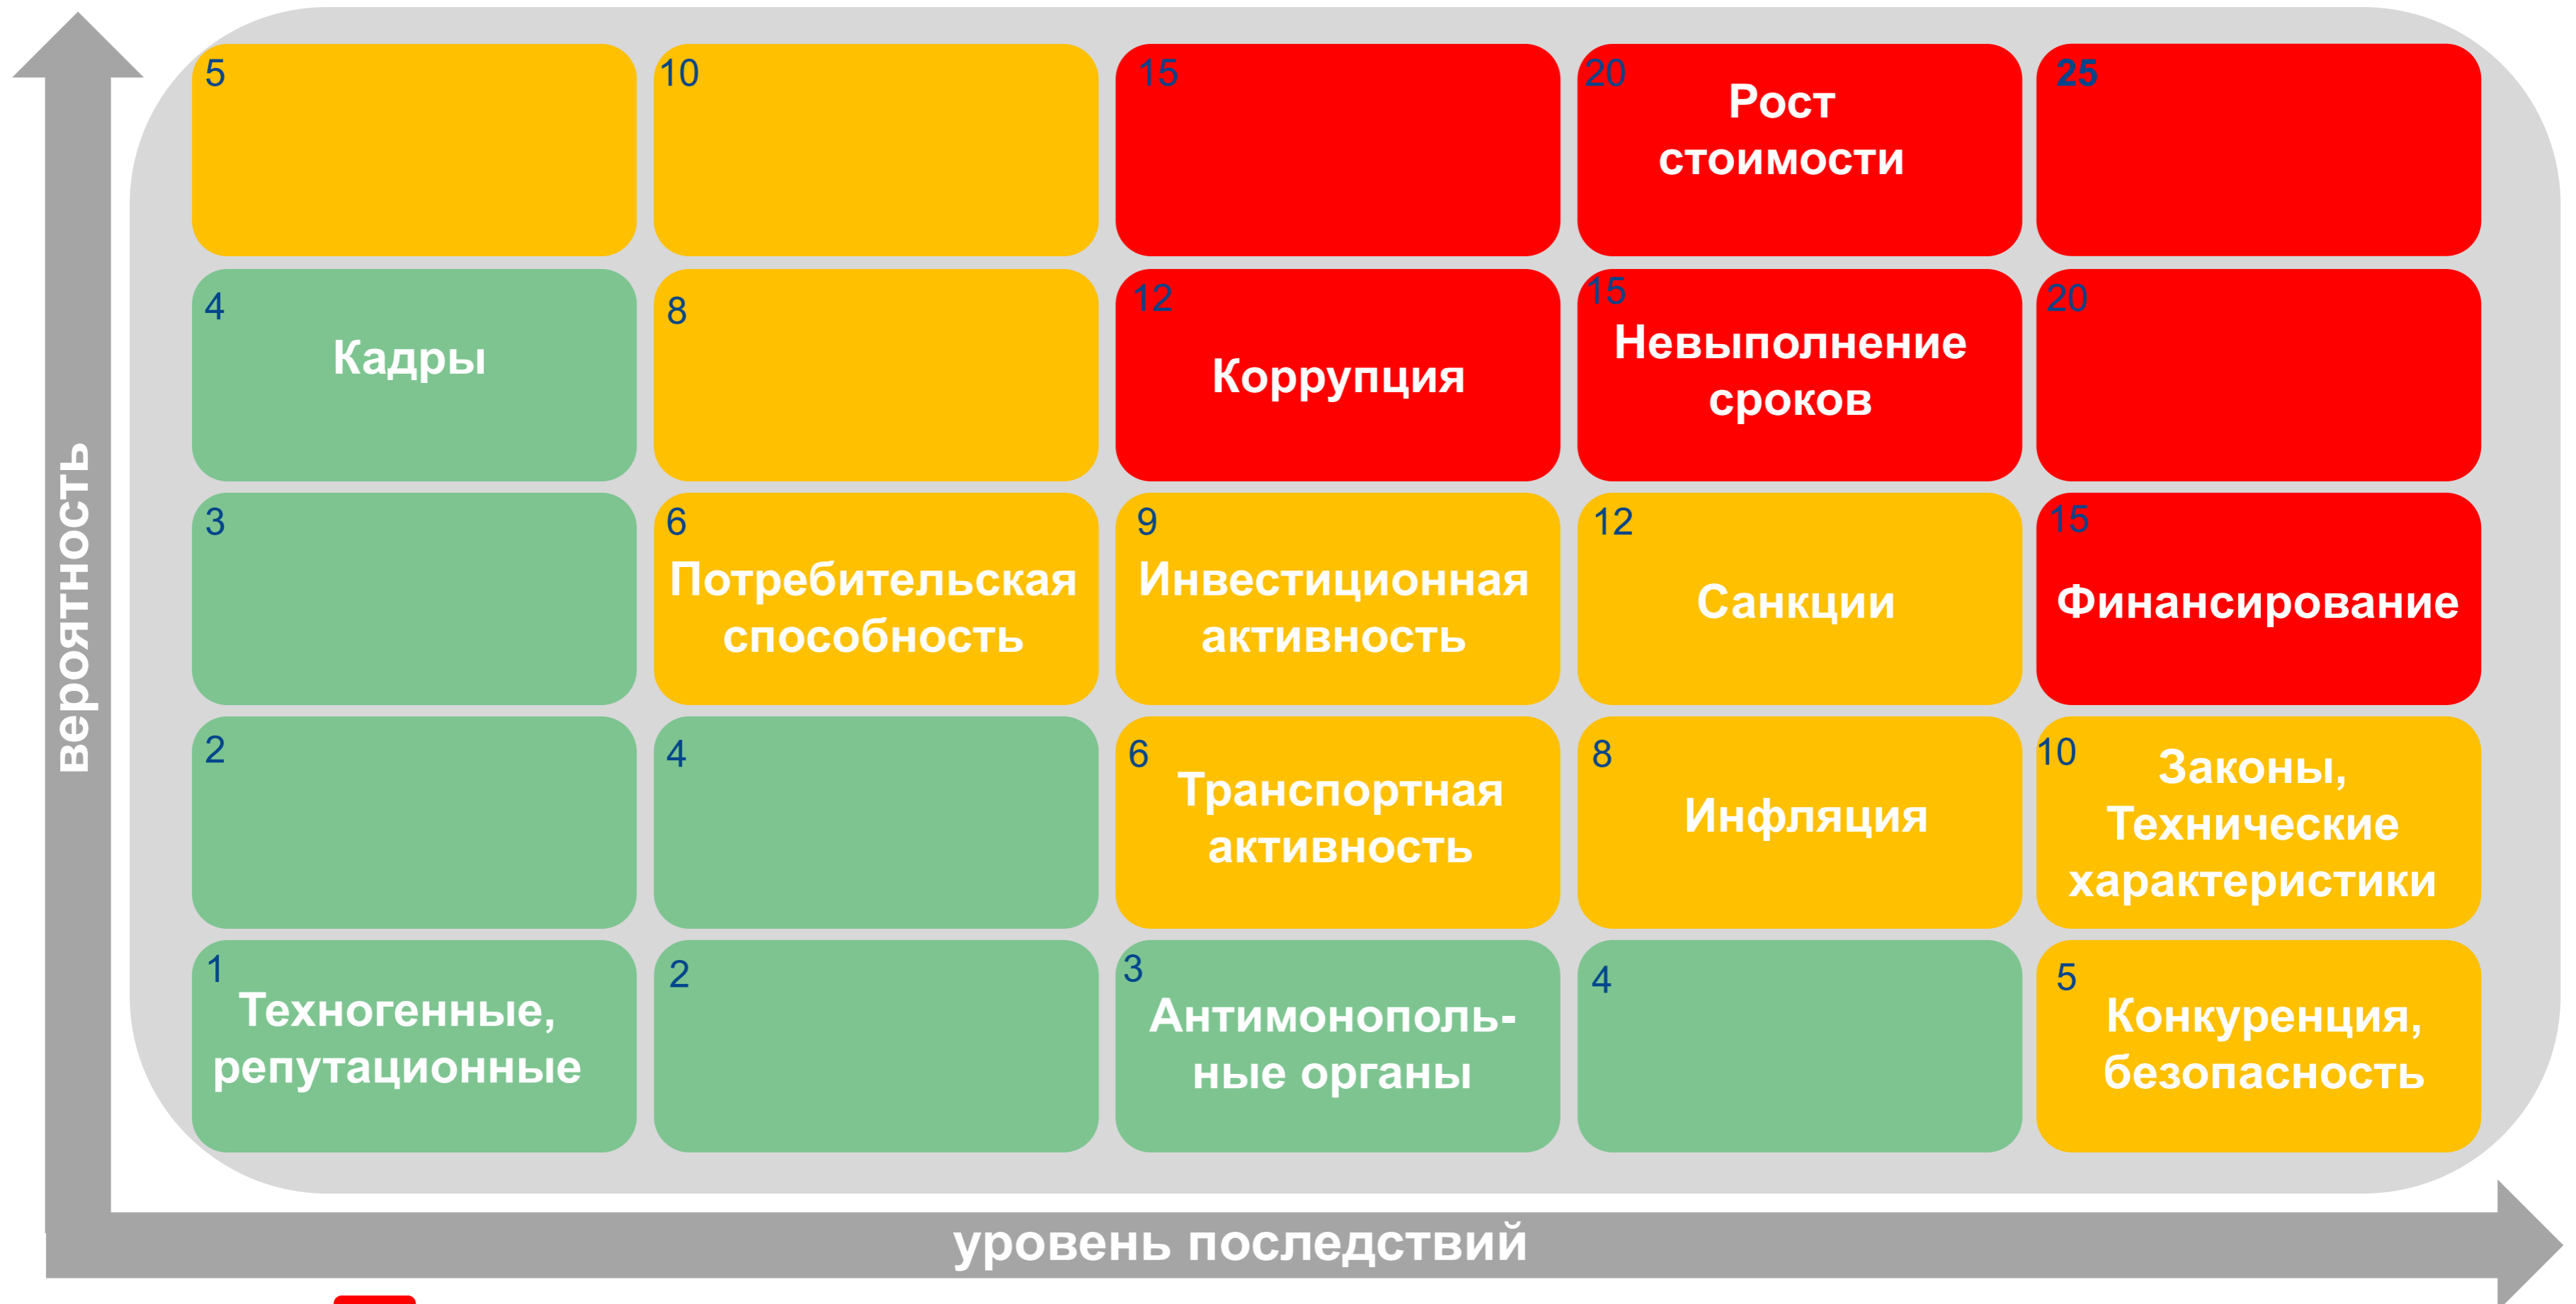 5
10
15
20
Рост
стоимости
25
4
Кадры
8
12
Коррупция
15
Невыполнение
сроков
20
вероятность
3
6
Потребительская
способность
9
Инвестиционная
активность
12
Санкции
15
Финансирование
2
4
6
Транспортная
активность
8
Инфляция
10
Законы,
Технические
характеристики
1
Техногенные,
репутационные
2
3
Антимонополь-
ные органы
4
5
Конкуренция,
безопасность
уровень последствий